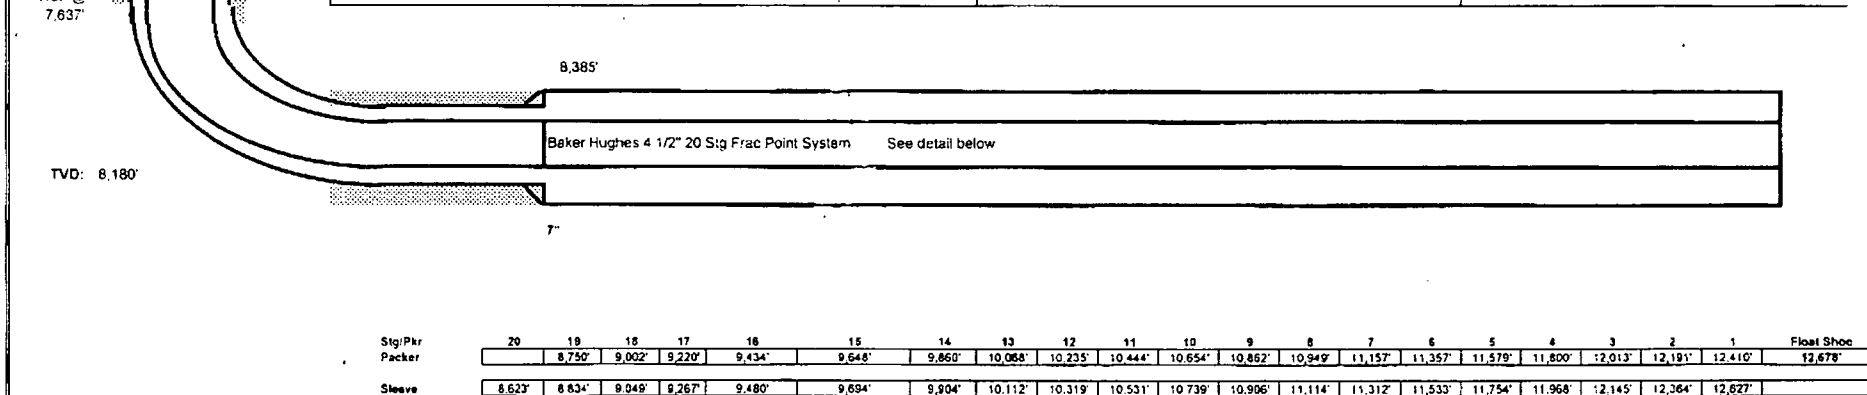 7,637'
8,385'
Baker Hughes 4 1/2" 20 Stg Frac Point System See detail below
TVD: 8,180'
7"
Stg/Pkr 20 19 18 17 16 15 14 13 12 11 10 9 8 7 6 5 4 3 2 1 Float Shoe
Packer 8,750' 9,002' 9,220' 9,434' 9,648' 9,860' 10,068' 10,235' 10,444' 10,654' 10,862' 10,949' 11,157' 11,357' 11,579' 11,800' 12,013' 12,191' 12,410' 12,678'
Sleeve 8,623' 8,834' 9,049' 9,267' 9,480' 9,694' 9,904' 10,112' 10,319' 10,531' 10,739' 10,906' 11,114' 11,312' 11,533' 11,754' 11,968' 12,145' 12,364' 12,627'